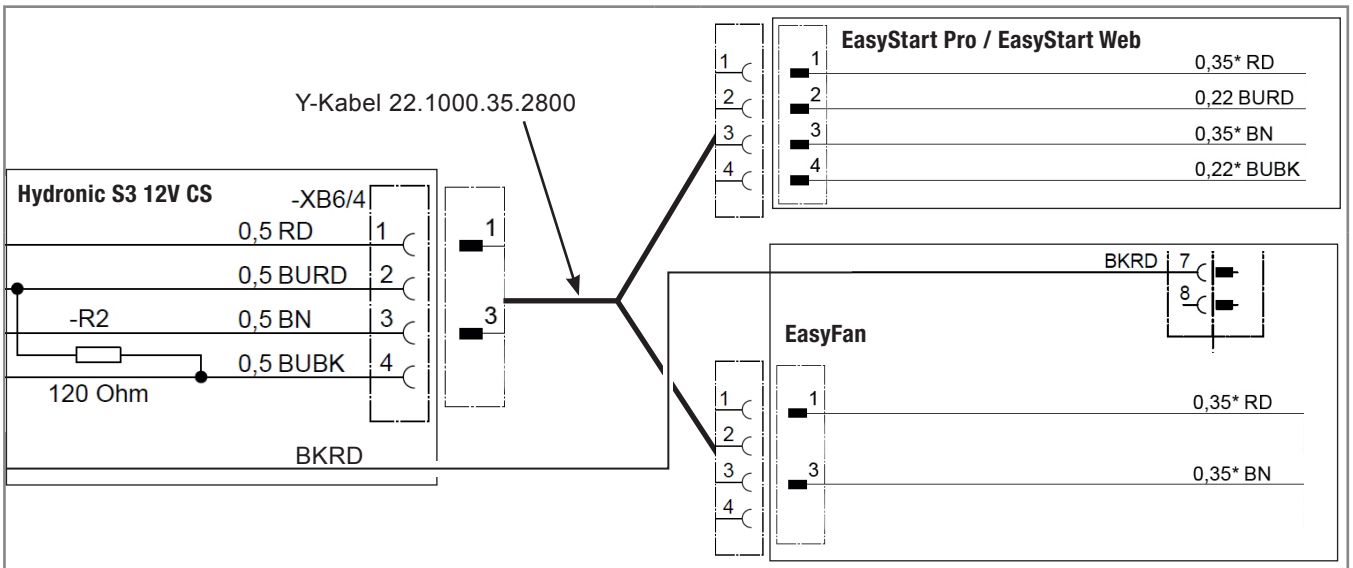 EasyStart Pro / EasyStart Web
1
1
0,35* RD
2
2
0,22 BURD
3
3
0,35* BN
4
4
0,22* BUBK
Y-Kabel 22.1000.35.2800
Hydronic S3 12V CS
-XB6/4
0,5 RD
1
1
0,5 BURD
2
-R2
0,5 BN
3
3
0,5 BUBK
4
120 Ohm
BKRD
BKRD
7
8
EasyFan
1
1
0,35* RD
2
3
3
0,35* BN
4